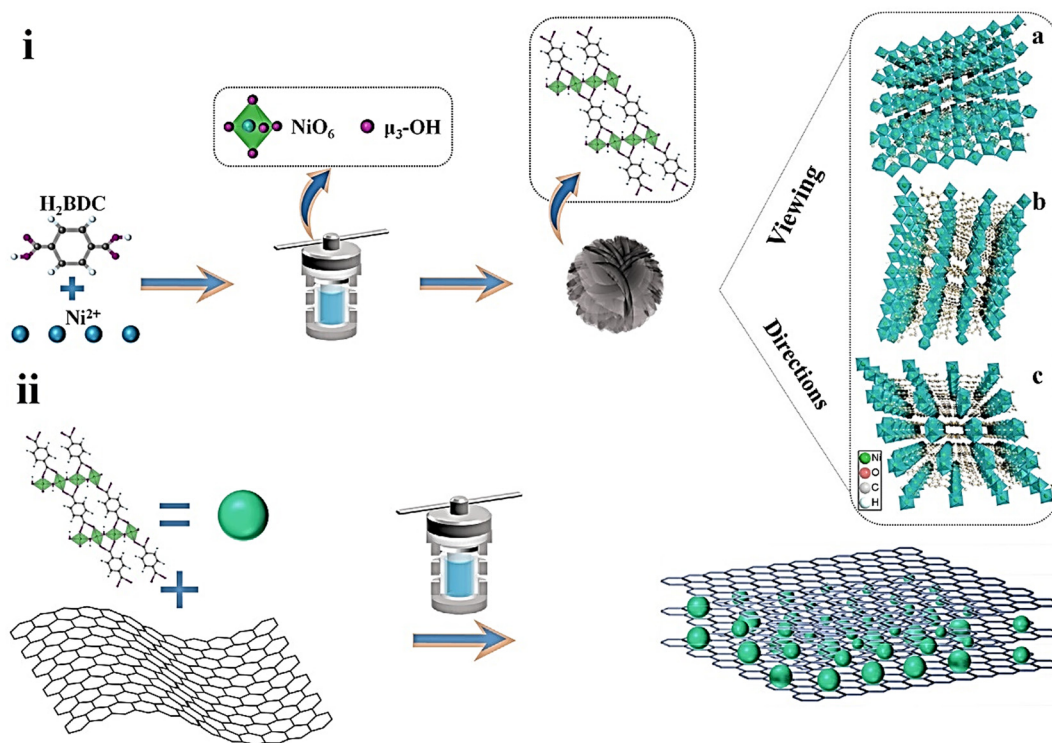 i
H₂BDC
Ni²⁺
NiO₆
μ₃-OH
Viewing
Directions
a
b
c
Ni
O
C
H
ii